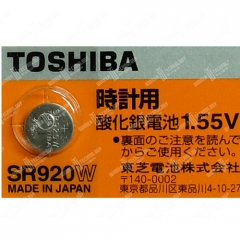 TOSHIBA
時計用
酸化銀電池1.55V
●裏面のご注意を読んで
からご使用ください。
SR920W
MADE IN JAPAN
東芝電池株式会社
〒140-0002
東京都品川区東品川4-10-27